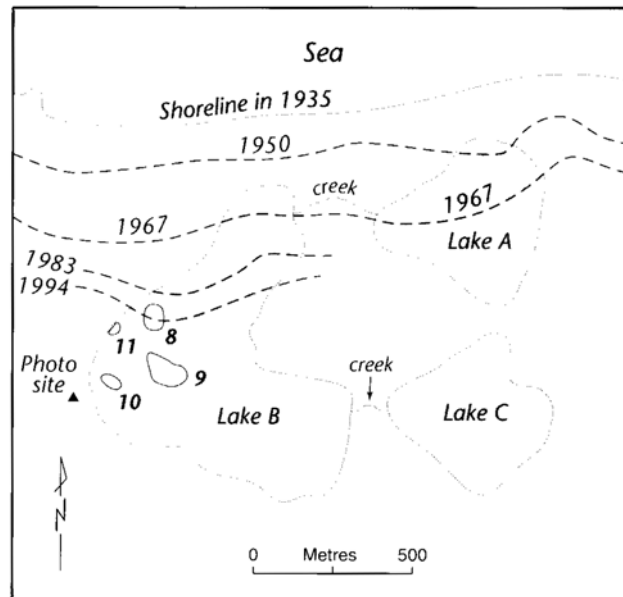 Sea
Shoreline in 1935
1950
creek
1967
1967
Lake A
1983
1994
11
8
Photo
site
9
10
creek
Lake B
Lake C
N
0 Metres 500